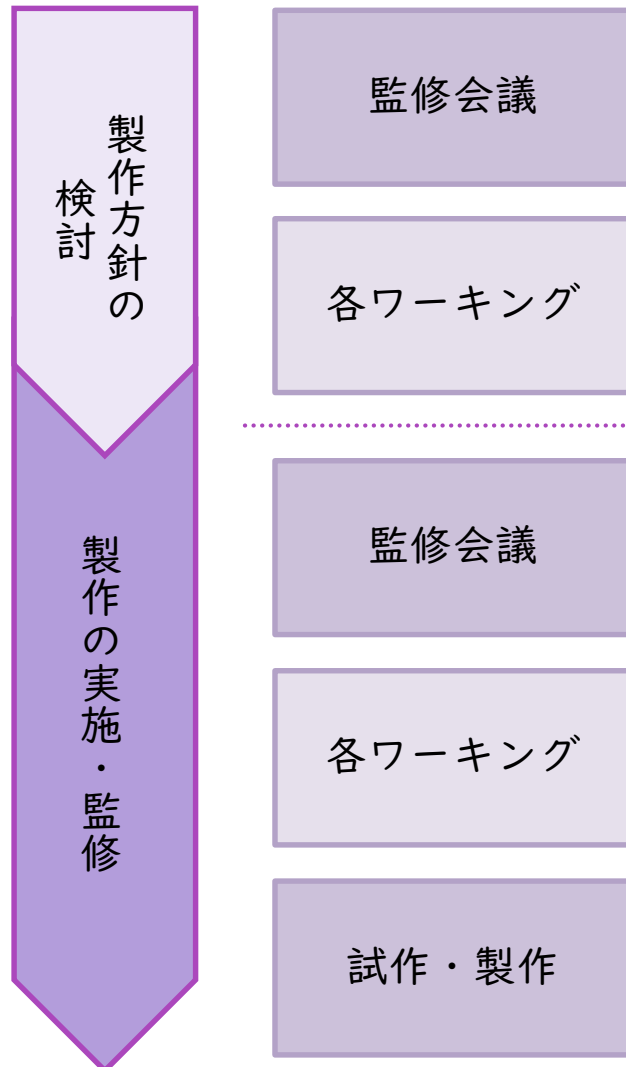 製作方針の
検討
監修会議
各ワーキング
製作の実施・監修
監修会議
各ワーキング
試作・製作